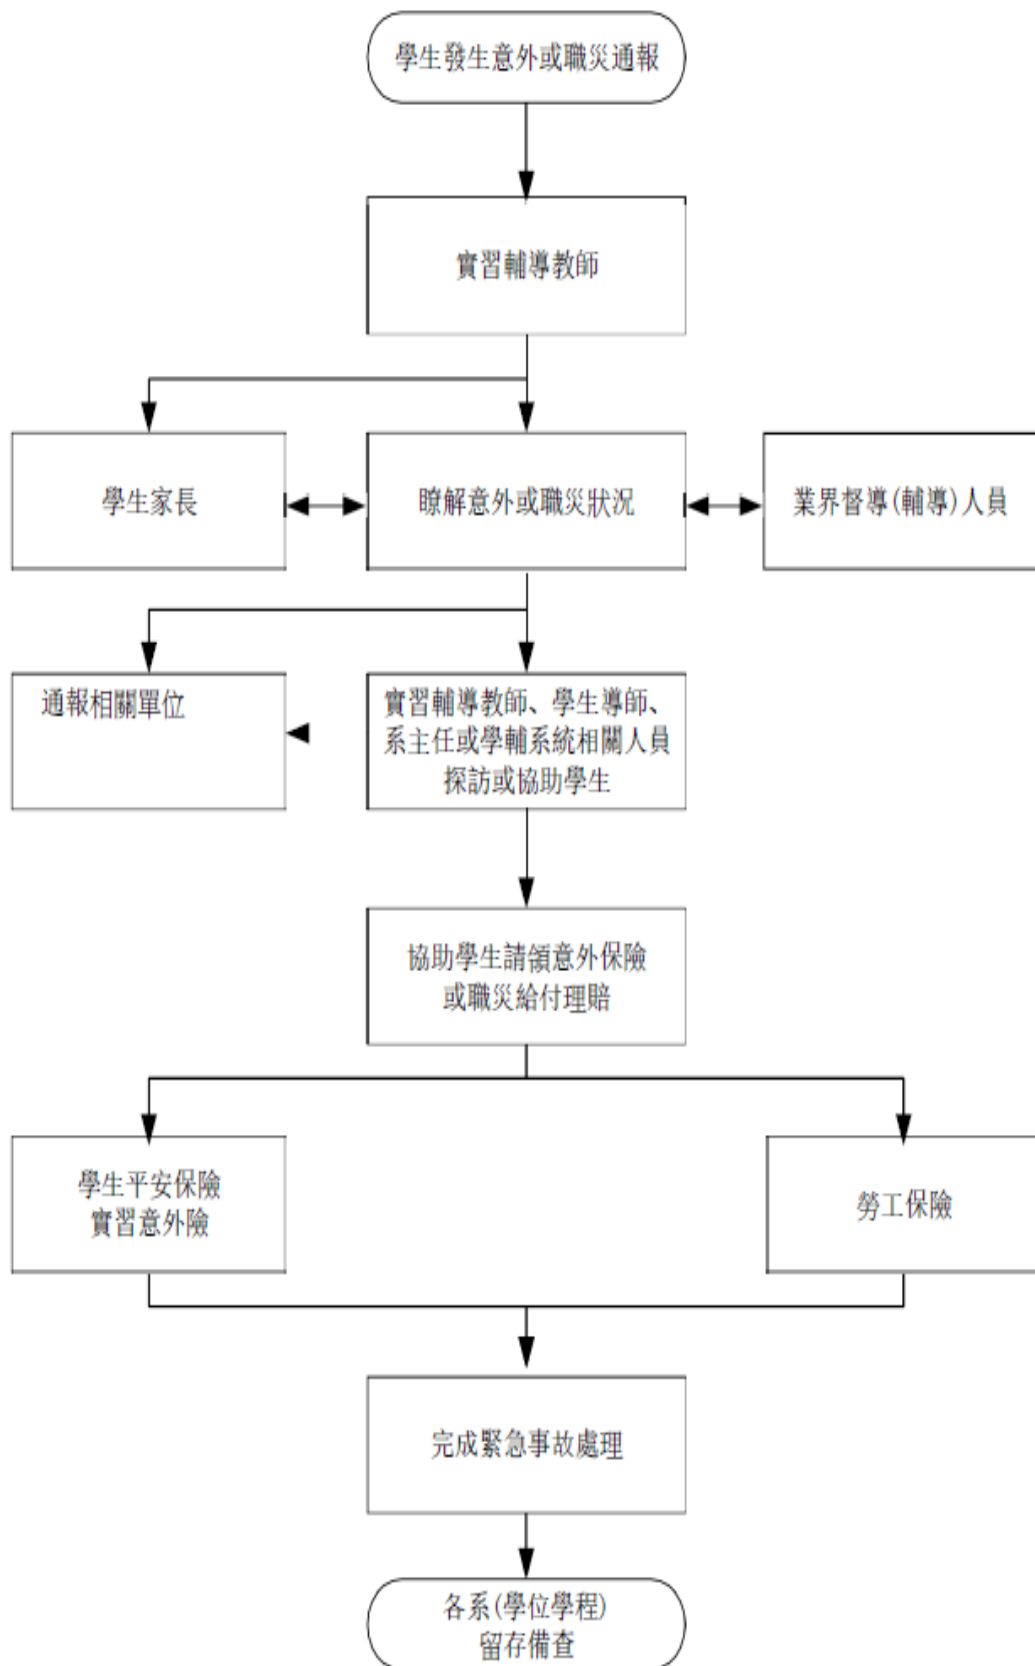 學生發生意外或職災通報
實習輔導教師
學生家長
瞭解意外或職災狀況
業界督導(輔導)人員
通報相關單位
實習輔導教師、學生導師、
系主任或學輔系統相關人員
探訪或協助學生
協助學生請領意外保險
或職災給付理賠
學生平安保險
實習意外險
勞工保險
完成緊急事故處理
各系(學位學程)
留存備查